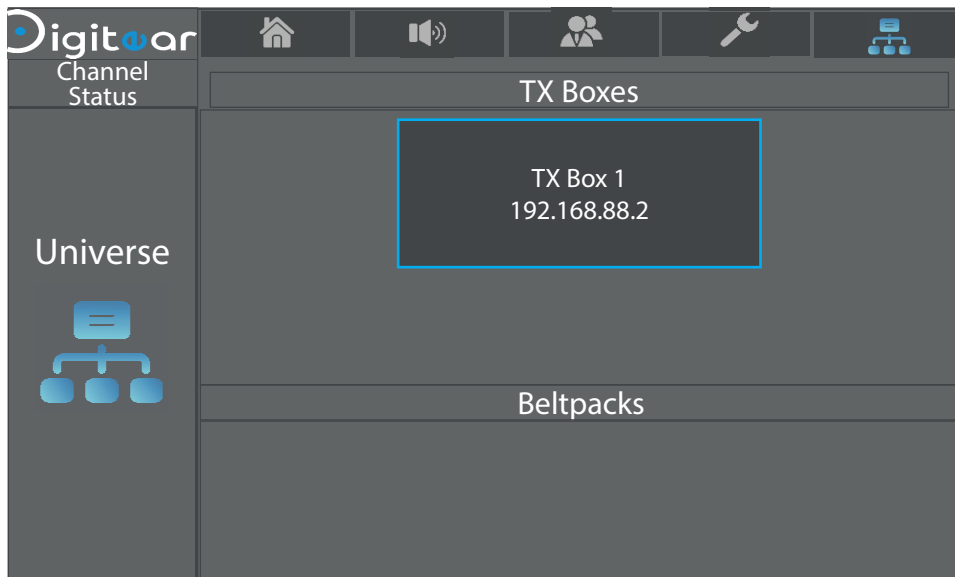 Digitear
Channel
Status
TX Boxes
TX Box 1
192.168.88.2
Universe
Beltpacks